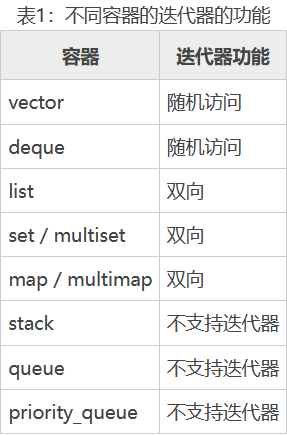 表1：不同容器的迭代器的功能
容器 迭代器功能
vector 随机访问
deque 随机访问
list 双向
set / multiset 双向
map / multimap 双向
stack 不支持迭代器
queue 不支持迭代器
priority_queue 不支持迭代器